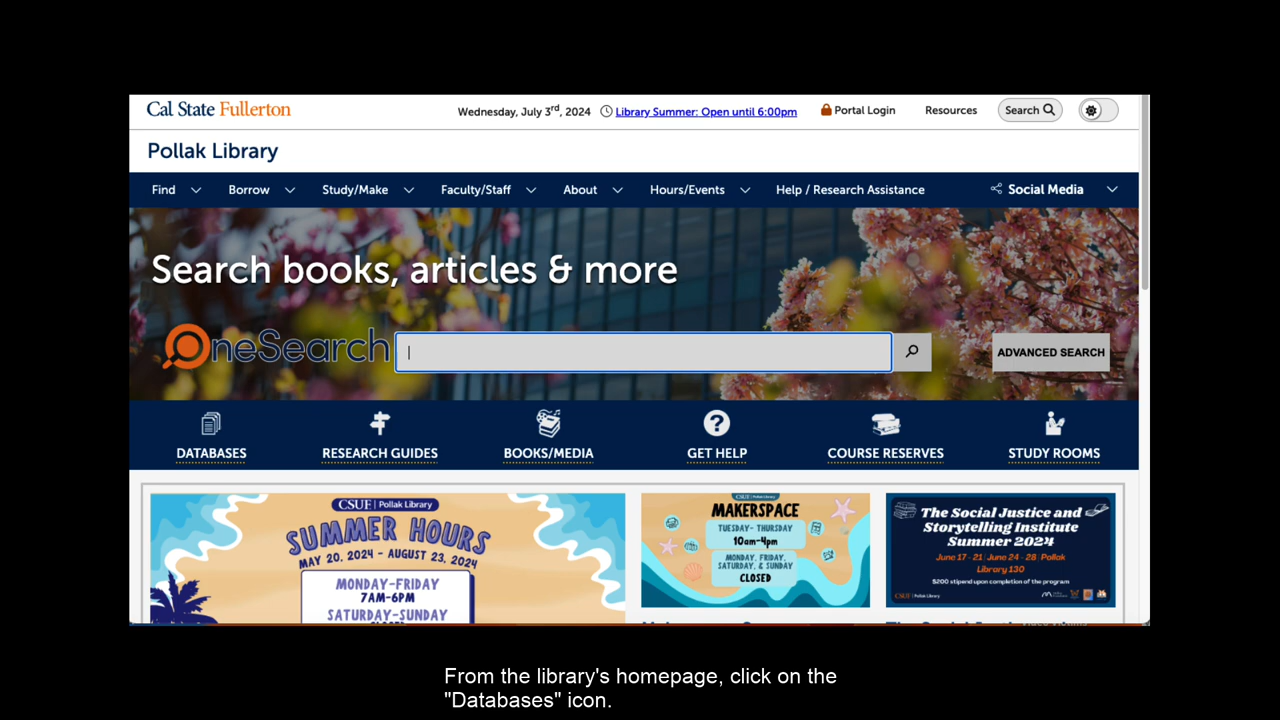 Cal State Fullerton
Wednesday, July 3rd, 2024 Library Summer: Open until 6:00pm Portal Login Resources Search
Pollak Library
Find Borrow Study/Make Faculty/Staff About Hours/Events Help / Research Assistance Social Media
Search books, articles & more
OneSearch
ADVANCED SEARCH
DATABASES RESEARCH GUIDES BOOKS/MEDIA GET HELP COURSE RESERVES STUDY ROOMS
CSUF | Pollak Library
SUMMER HOURS
MAY 20, 2024 - AUGUST 23, 2024
MONDAY-FRIDAY
7AM-6PM
SATURDAY-SUNDAY
CSUF | Pollak Library
MAKERSPACE
TUESDAY- THURSDAY
10am-4pm
MONDAY, FRIDAY,
SATURDAY, & SUNDAY
CLOSED
The Social Justice and
Storytelling Institute
Summer 2024
June 17 - 21 | June 24 - 28 | Pollak
Library 130
$200 stipend upon completion of the program
CSUF | Pollak Library
From the library's homepage, click on the
"Databases" icon.